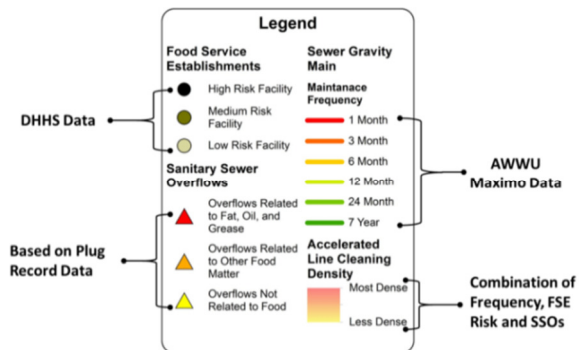 Legend
Food Service
Establishments
High Risk Facility
Medium Risk
Facility
Low Risk Facility
Sanitary Sewer
Overflows
Overflows Related
to Fat, Oil, and
Grease
Overflows Related
to Other Food
Matter
Overflows Not
Related to Food
Sewer Gravity
Main
Maintanace
Frequency
1 Month
3 Month
6 Month
12 Month
24 Month
7 Year
Accelerated
Line Cleaning
Density
Most Dense
Less Dense
DHHS Data
Based on Plug
Record Data
AWWU
Maximo Data
Combination of
Frequency, FSE
Risk and SSOs